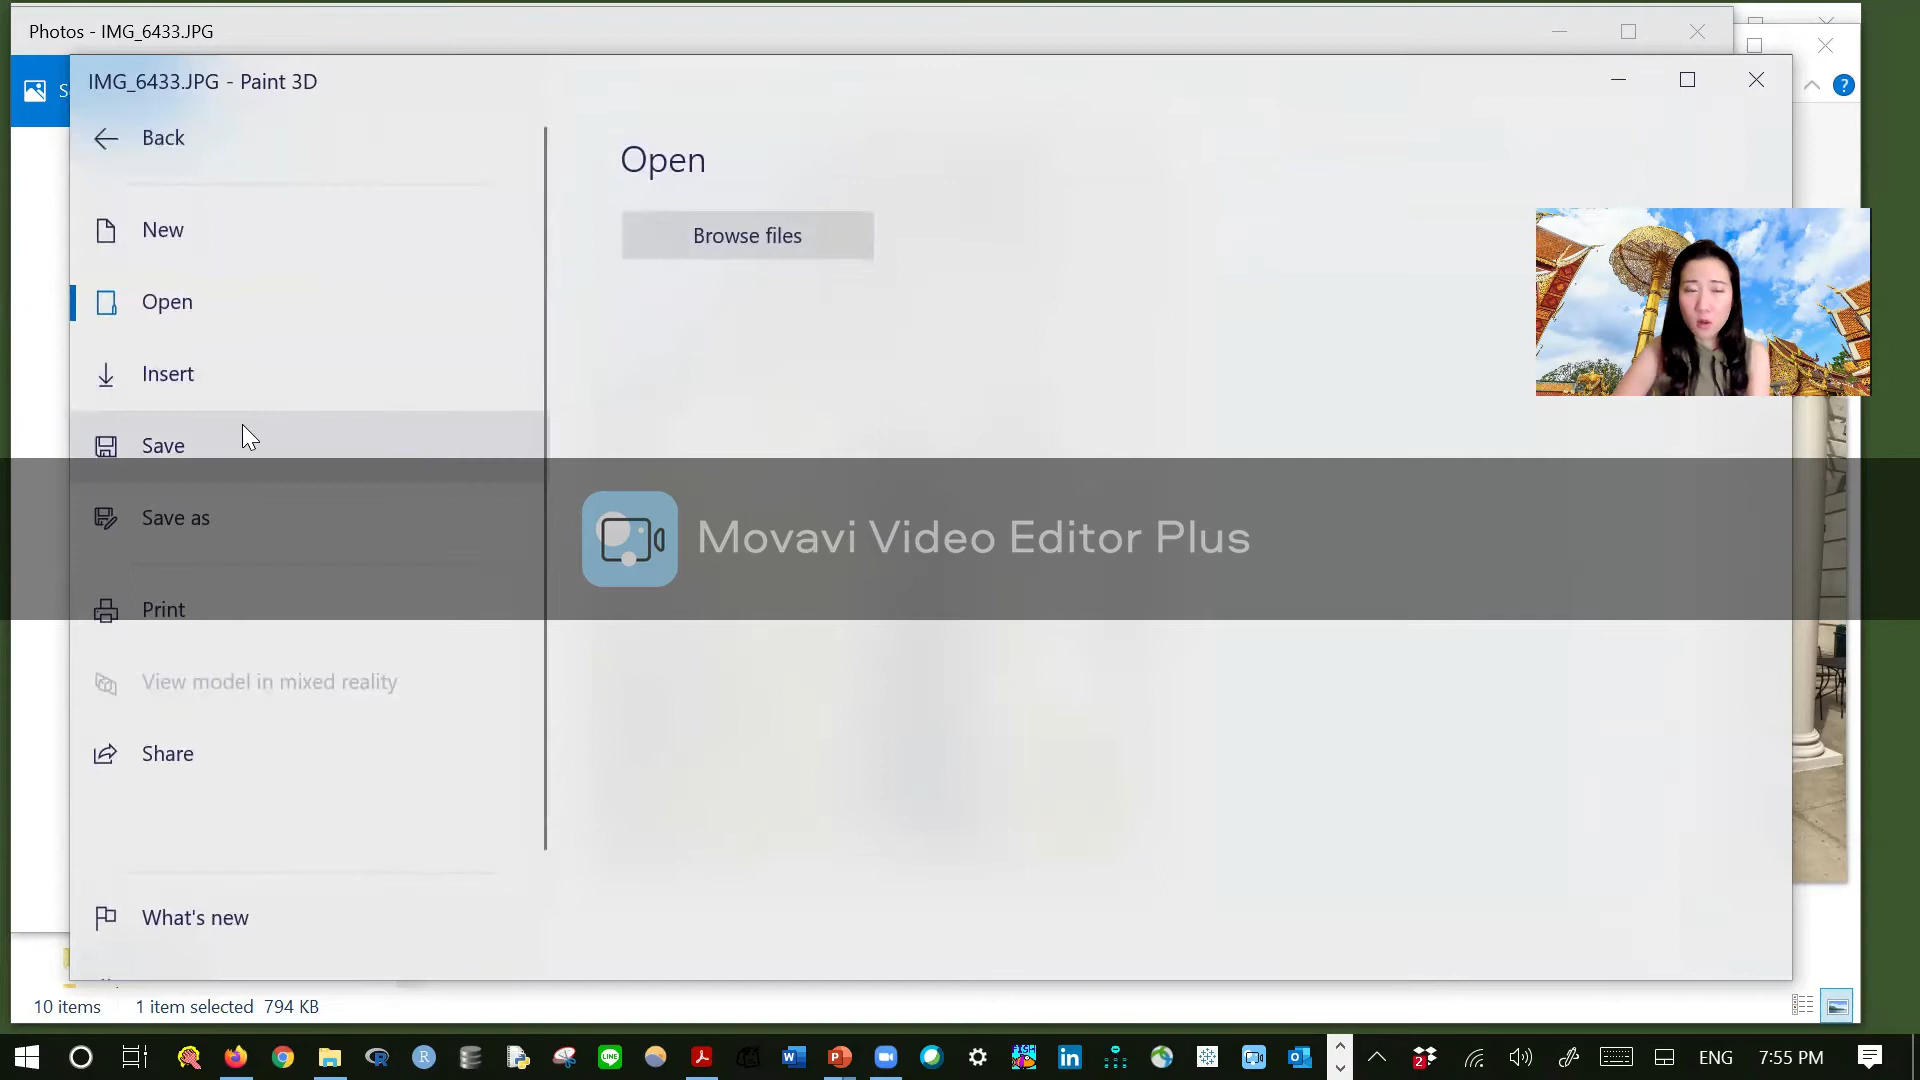 Photos - IMG_6433.JPG
IMG_6433.JPG - Paint 3D
Back
New
Open
Insert
Save
Save as
Print
View model in mixed reality
Share
What's new
Open
Browse files
Movavi Video Editor Plus
10 items 1 item selected 794 KB
ENG 7:55 PM